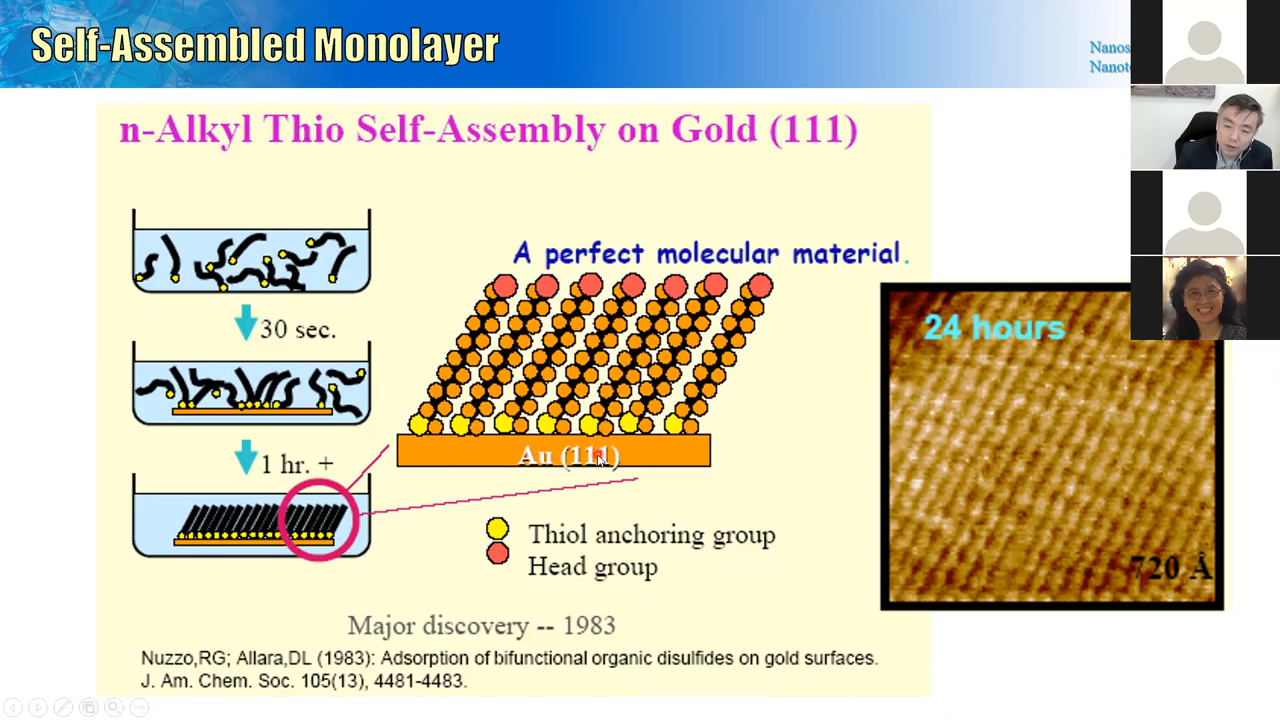 Self-Assembled Monolayer
n-Alkyl Thio Self-Assembly on Gold (111)
A perfect molecular material.
30 sec.
1 hr. +
Au (111)
Thiol anchoring group
Head group
24 hours
720 Å
Major discovery -- 1983
Nuzzo,RG; Allara,DL (1983): Adsorption of bifunctional organic disulfides on gold surfaces.
J. Am. Chem. Soc. 105(13), 4481-4483.